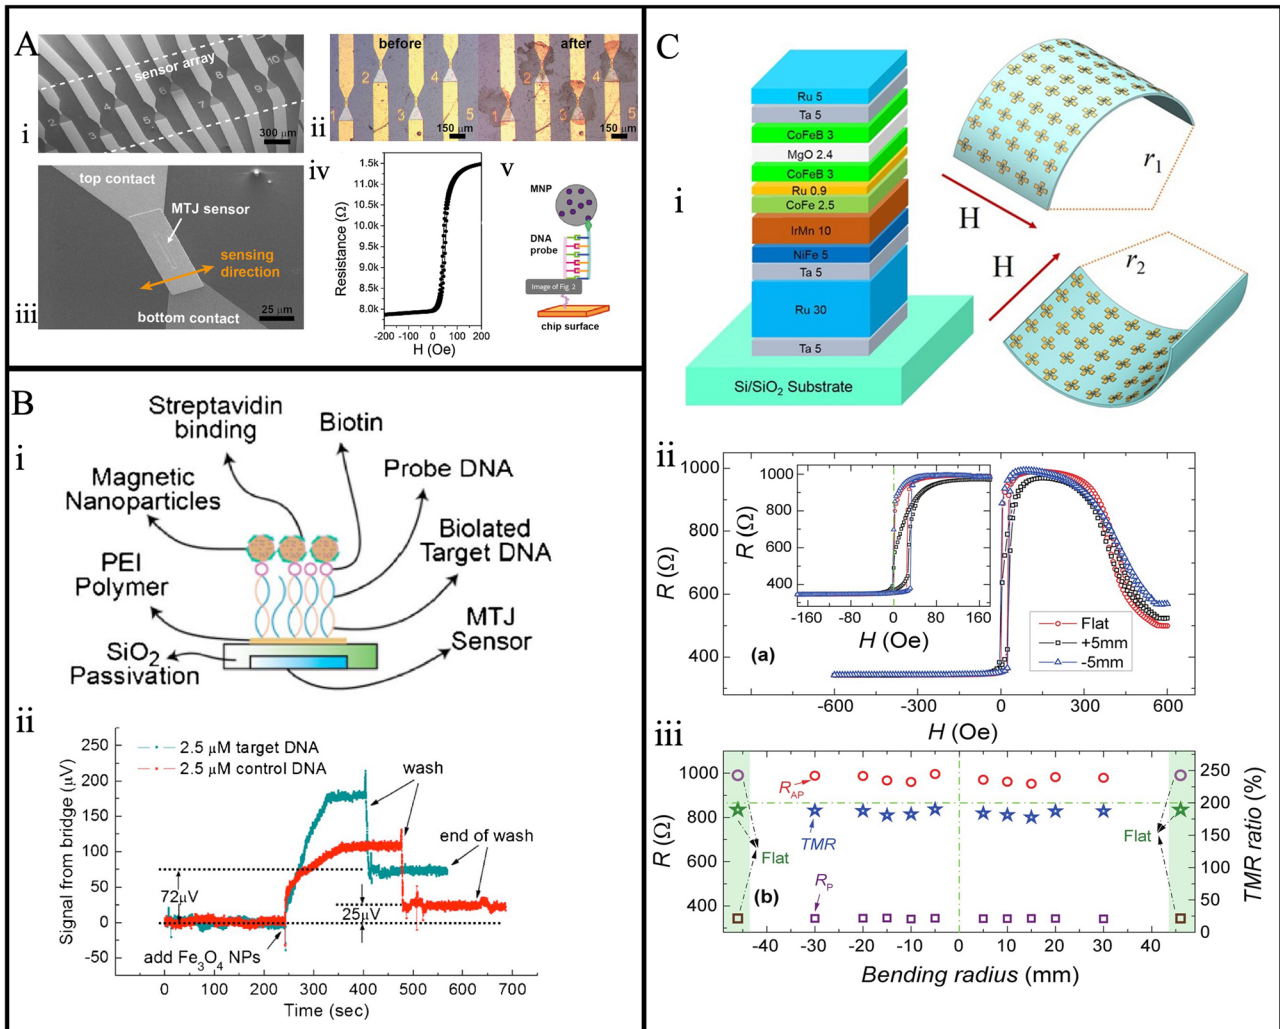 A
i
sensor array
2
3
4
5
6
7
8
9
10
300 μm
ii
before
after
2
4
1
3
5
2
4
1
3
5
150 μm
150 μm
iii
top contact
MTJ sensor
sensing
direction
bottom contact
25 μm
iv
Resistance (Ω)
11.5k
11.0k
10.5k
10.0k
9.5k
9.0k
8.5k
8.0k
-200
-100
0
100
200
H (Oe)
v
MNP
DNA
probe
Image of Fig. 2
chip surface
B
i
Streptavidin
binding
Biotin
Magnetic
Nanoparticles
Probe DNA
PEI
Polymer
Biolated
Target DNA
SiO2
Passivation
MTJ
Sensor
ii
Signal from bridge (μV)
250
200
150
100
50
0
-50
2.5 μM target DNA
2.5 μM control DNA
wash
end of wash
72μV
25μV
add Fe3O4 NPs
0 100 200 300 400 500 600 700
Time (sec)
C
i
Ru 5
Ta 5
CoFeB 3
MgO 2.4
CoFeB 3
Ru 0.9
CoFe 2.5
IrMn 10
NiFe 5
Ta 5
Ru 30
Ta 5
Si/SiO2 Substrate
r1
H
H
r2
ii
R (Ω)
1000
800
600
400
R (Ω)
1000
800
600
400
-160 -80 0 80 160
H (Oe)
Flat
+5mm
-5mm
(a)
-600 -300 0 300 600
H (Oe)
iii
R (Ω)
1000
800
600
400
RAP
TMR
RP
Flat
Flat
(b)
250
200
150
100
50
0
TMR ratio (%)
-40 -30 -20 -10 0 10 20 30 40
Bending radius (mm)